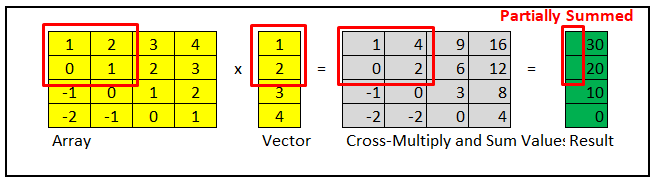 Partially Summed
1 2 3 4 1 1 4 9 16 30
0 1 2 3 x 2 = 0 2 6 12 = 20
-1 0 1 2 3 -1 0 3 8 10
-2 -1 0 1 4 -2 -2 0 4 0
Array Vector Cross-Multiply and Sum Values Result